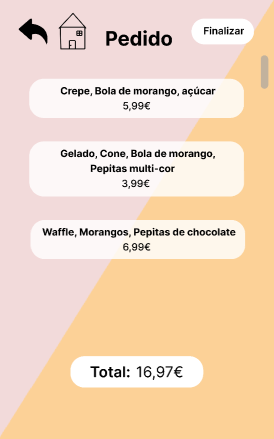 Pedido
Finalizar
Crepe, Bola de morango, açúcar
5,99€
Gelado, Cone, Bola de morango,
Pepitas multi-cor
3,99€
Waffle, Morangos, Pepitas de chocolate
6,99€
Total: 16,97€